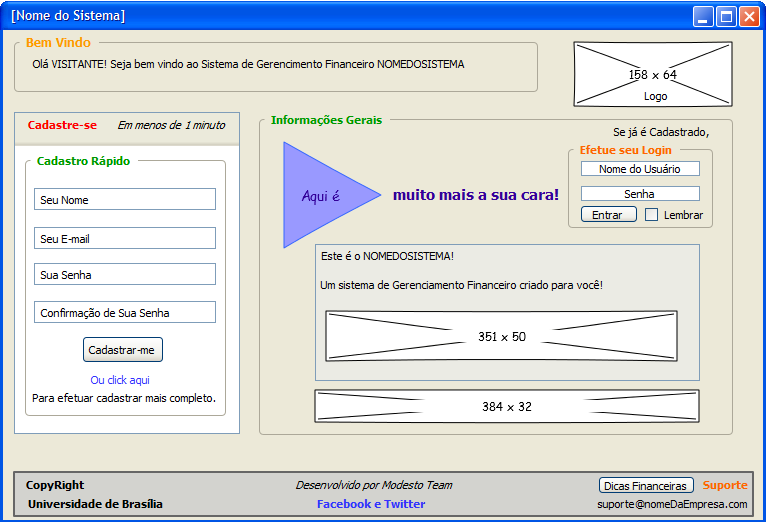 [Nome do Sistema]
Bem Vindo
Olá VISITANTE! Seja bem vindo ao Sistema de Gerencimento Financeiro NOMEDOSISTEMA
158 x 64
Logo
Cadastre-se Em menos de 1 minuto
Cadastro Rápido
Seu Nome
Seu E-mail
Sua Senha
Confirmação de Sua Senha
Cadastrar-me
Ou click aqui
Para efetuar cadastrar mais completo.
Informações Gerais
Se já é Cadastrado,
Efetue seu Login
Nome do Usuário
Senha
Entrar Lembrar
Aqui é muito mais a sua cara!
Este é o NOMEDOSISTEMA!
Um sistema de Gerenciamento Financeiro criado para você!
351 x 50
384 x 32
CopyRight Desenvolvido por Modesto Team Dicas Financeiras Suporte
Universidade de Brasília Facebook e Twitter suporte@nomeDaEmpresa.com